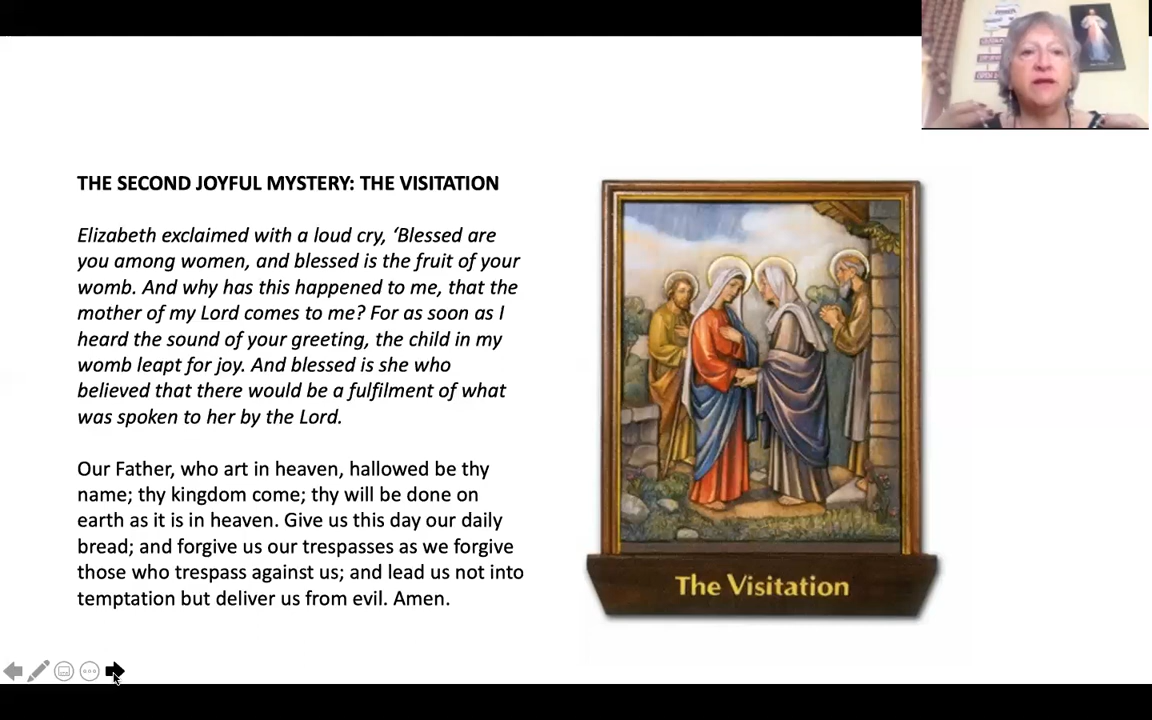 THE SECOND JOYFUL MYSTERY: THE VISITATION
Elizabeth exclaimed with a loud cry, ‘Blessed are
you among women, and blessed is the fruit of your
womb. And why has this happened to me, that the
mother of my Lord comes to me? For as soon as I
heard the sound of your greeting, the child in my
womb leapt for joy. And blessed is she who
believed that there would be a fulfilment of what
was spoken to her by the Lord.
Our Father, who art in heaven, hallowed be thy
name; thy kingdom come; thy will be done on
earth as it is in heaven. Give us this day our daily
bread; and forgive us our trespasses as we forgive
those who trespass against us; and lead us not into
temptation but deliver us from evil. Amen.
The Visitation